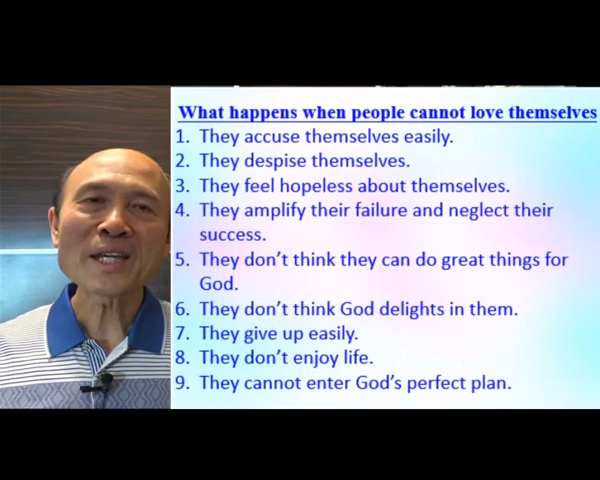 What happens when people cannot love themselves
1. They accuse themselves easily.
2. They despise themselves.
3. They feel hopeless about themselves.
4. They amplify their failure and neglect their
success.
5. They don't think they can do great things for
God.
6. They don't think God delights in them.
7. They give up easily.
8. They don't enjoy life.
9. They cannot enter God's perfect plan.